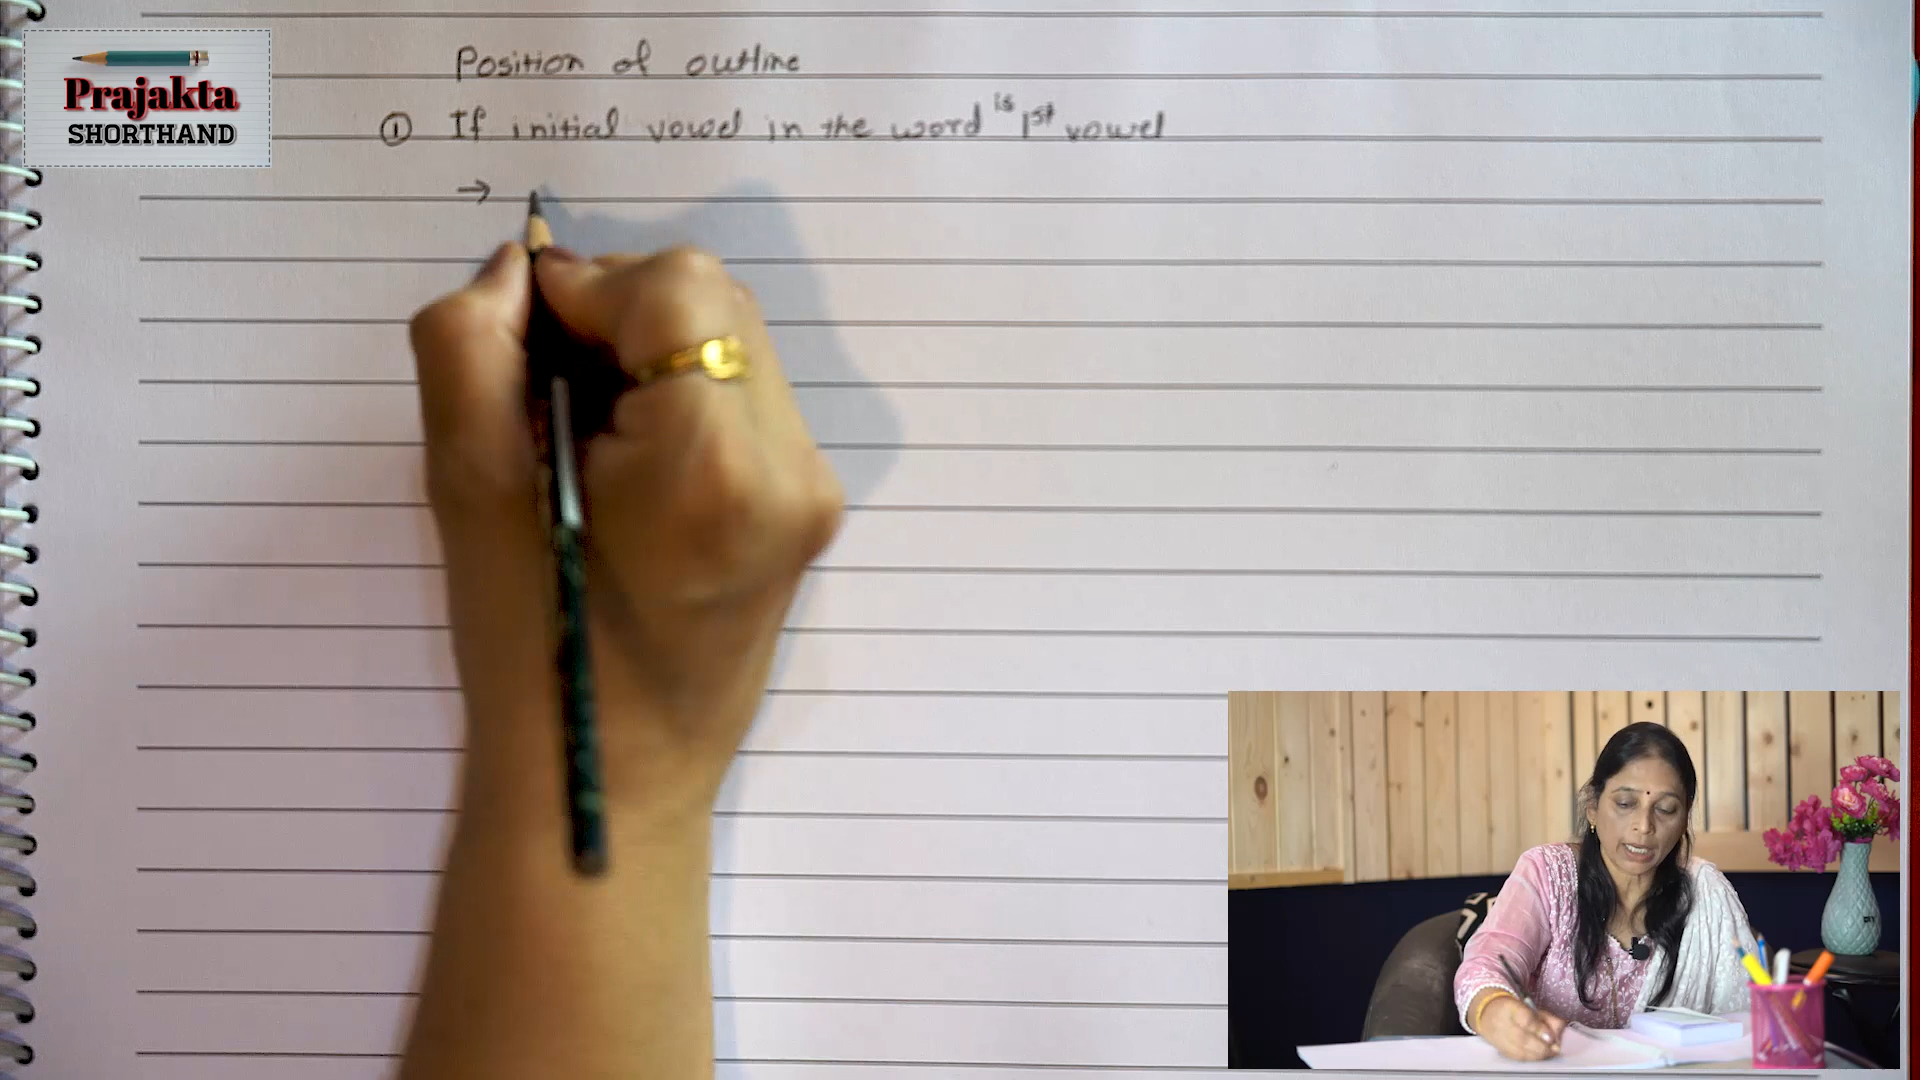 Prajakta
SHORTHAND
Position of outline
① If initial vowel in the word is 1st vowel
→